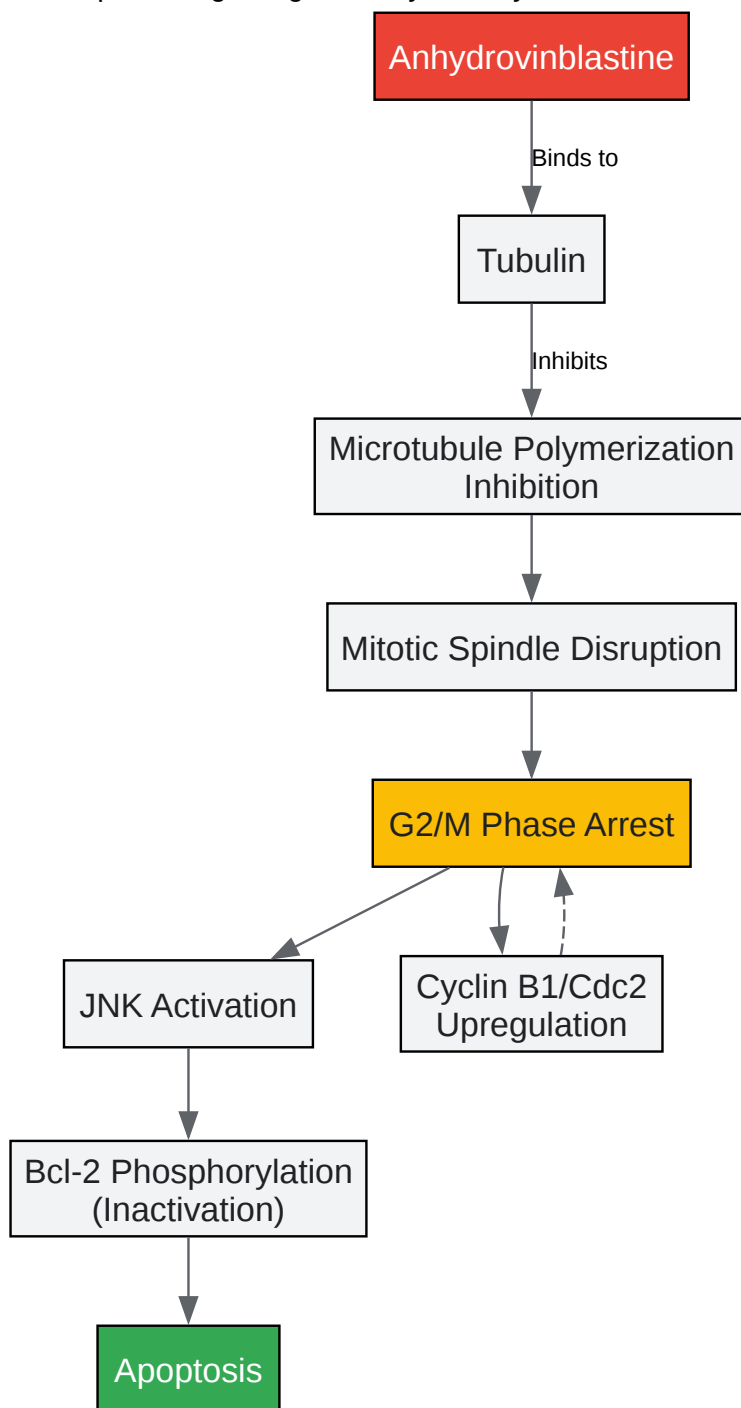 Anhydrovinblastine
Binds to
Tubulin
Inhibits
Microtubule Polymerization
Inhibition
Mitotic Spindle Disruption
G2/M Phase Arrest
JNK Activation
Cyclin B1/Cdc2
Upregulation
Bcl-2 Phosphorylation
(Inactivation)
Apoptosis